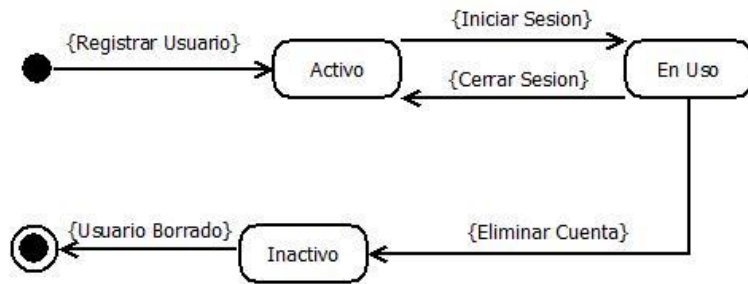 {Iniciar Sesion}
{Registrar Usuario}
Activo
En Uso
{Cerrar Sesion}
{Usuario Borrado}
{Eliminar Cuenta}
Inactivo